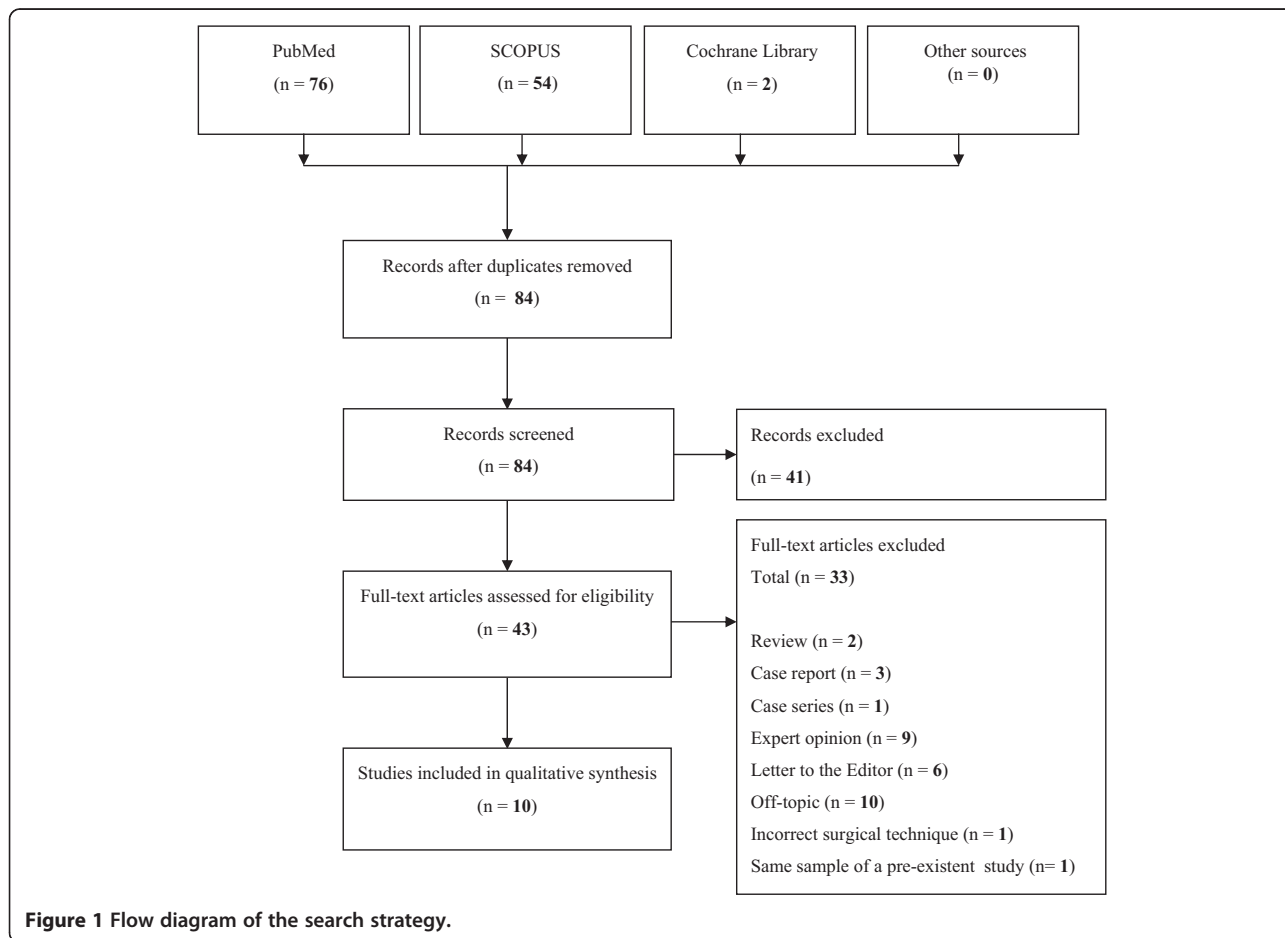 PubMed
(n = 76)
SCOPUS
(n = 54)
Cochrane Library
(n = 2)
Other sources
(n = 0)
Records after duplicates removed
(n = 84)
Records screened
(n = 84)
Records excluded
(n = 41)
Full-text articles assessed for eligibility
(n = 43)
Full-text articles excluded
Total (n = 33)
Review (n = 2)
Case report (n = 3)
Case series (n = 1)
Expert opinion (n = 9)
Letter to the Editor (n = 6)
Off-topic (n = 10)
Incorrect surgical technique (n = 1)
Same sample of a pre-existent study (n= 1)
Studies included in qualitative synthesis
(n = 10)
Figure 1 Flow diagram of the search strategy.